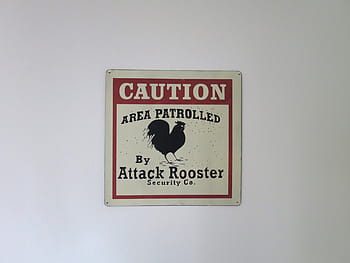 CAUTION
AREA PATROLLED
By
Attack Rooster
Security Co.